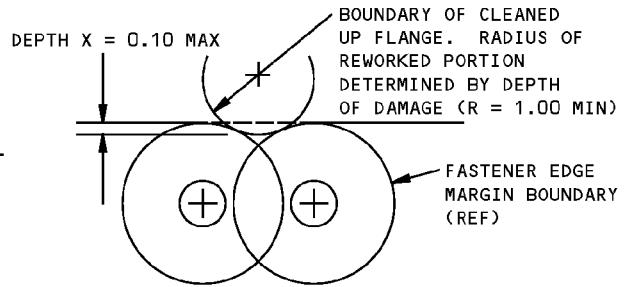 DEPTH X = 0.10 MAX
BOUNDARY OF CLEANED
UP FLANGE. RADIUS OF
REWORKED PORTION
DETERMINED BY DEPTH
OF DAMAGE (R = 1.00 MIN)
FASTENER EDGE
MARGIN BOUNDARY
(REF)